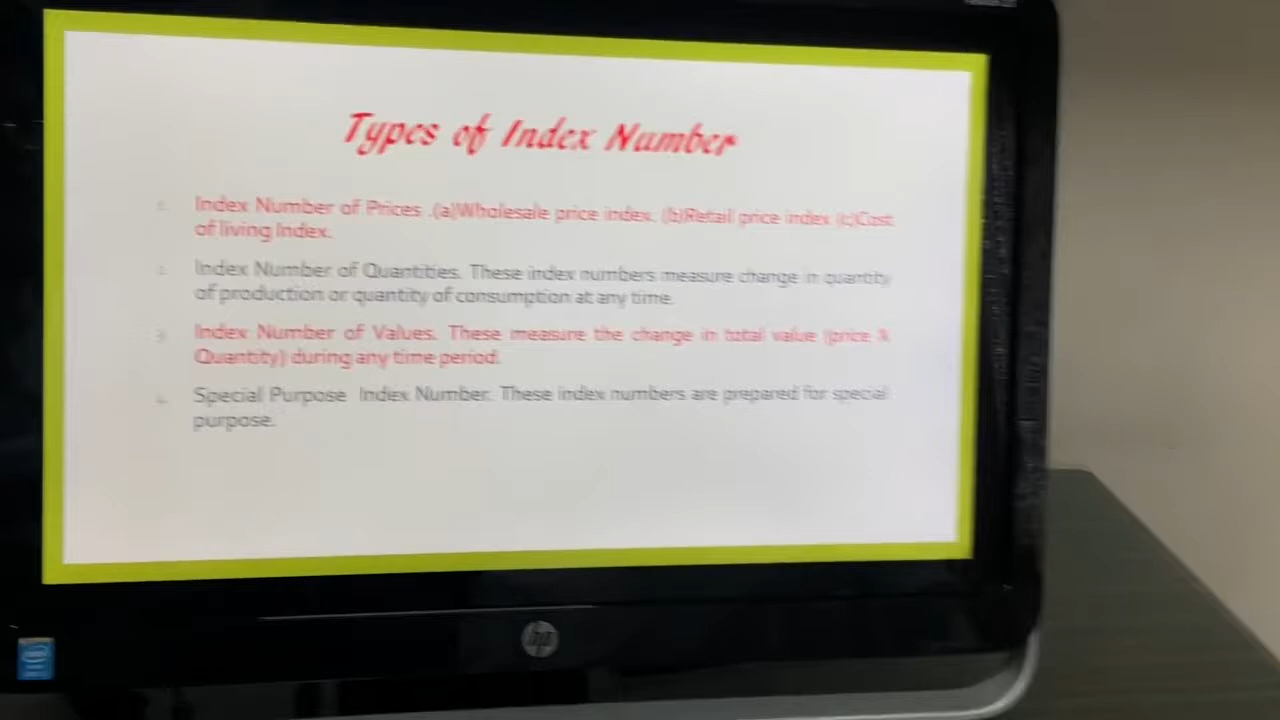 Types of Index Number
Index Number of Prices .(a)Wholesale price index. (b)Retail price index (c)Cost
of living Index.
Index Number of Quantities. These index numbers measure change in quantity
of production or quantity of consumption at any time.
Index Number of Values. These measure the change in total value (price X
Quantity) during any time period.
Special Purpose Index Number. These index numbers are prepared for special
purpose.
hp
intel